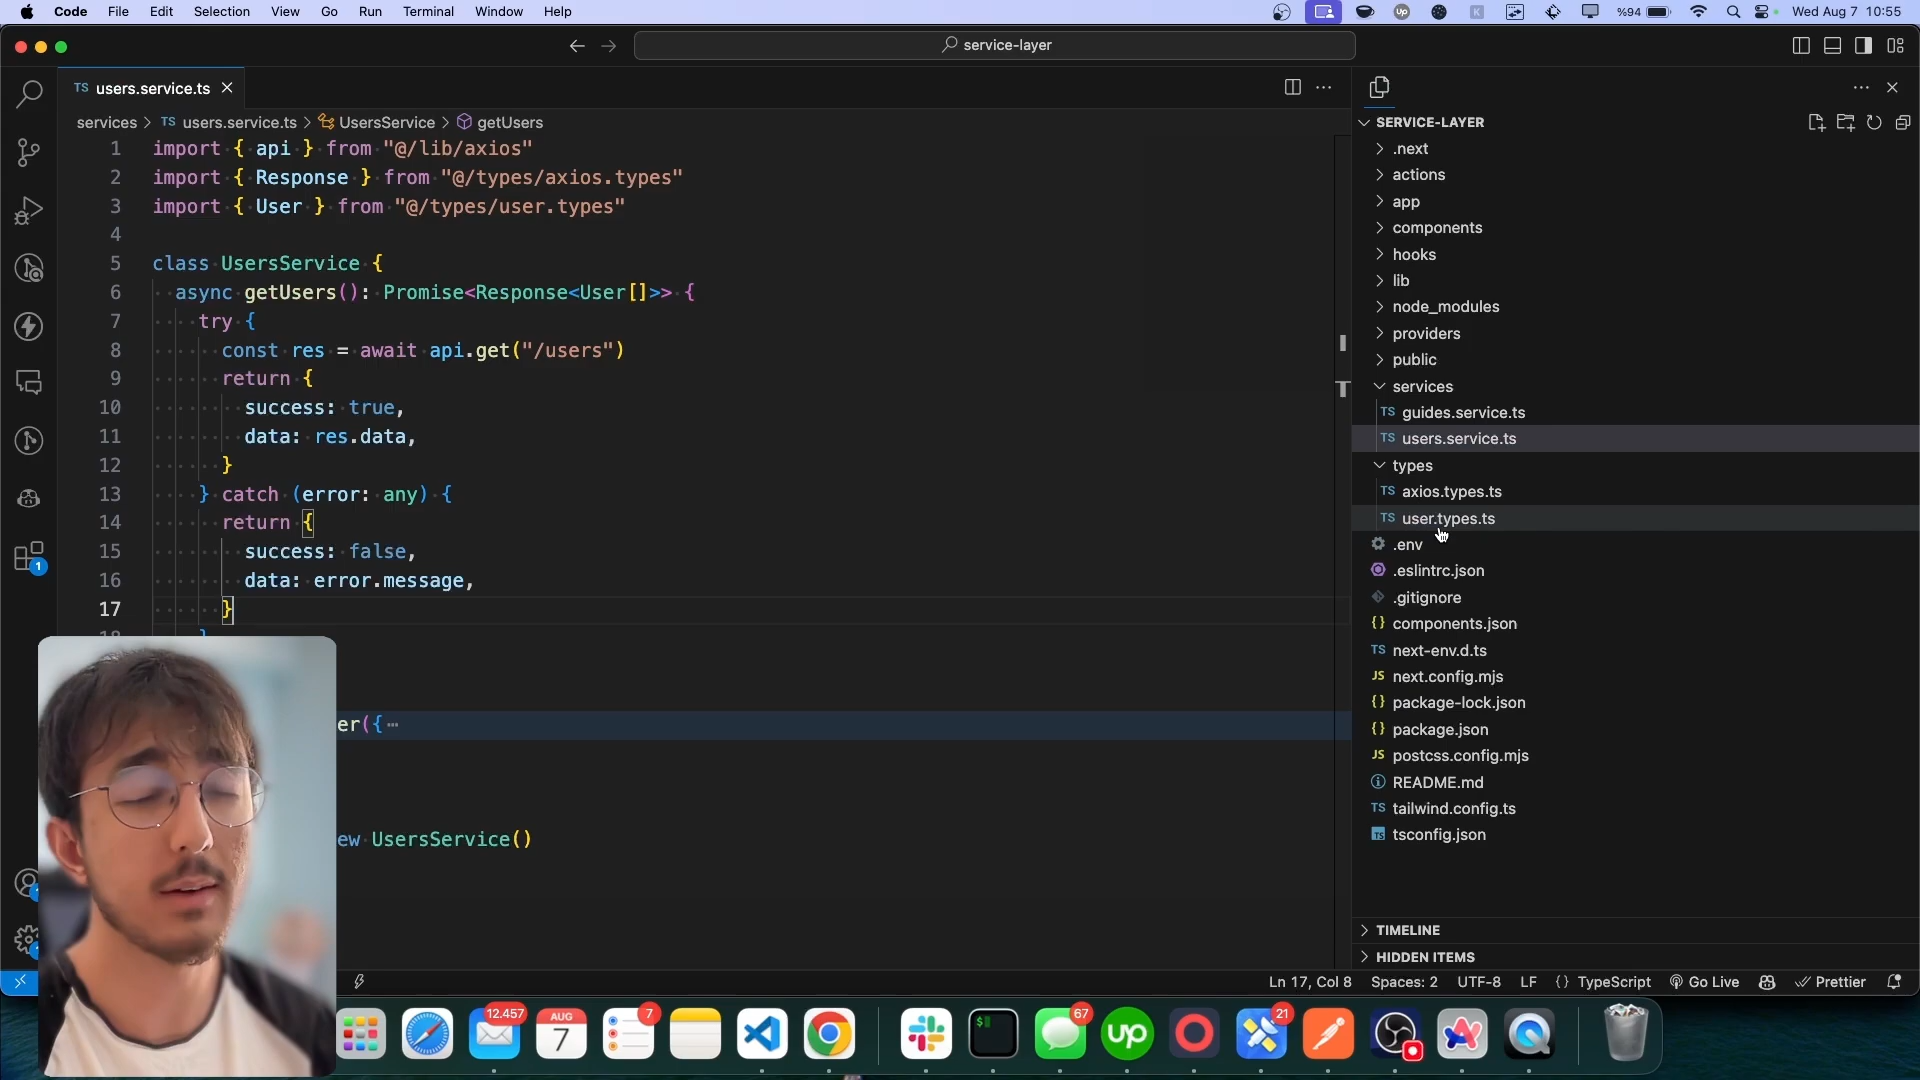 Code File Edit Selection View Go Run Terminal Window Help
%94 Wed Aug 7 10:55
service-layer
TS users.service.ts
services > TS users.service.ts > UsersService > getUsers
1 import { api } from "@/lib/axios"
2 import { Response } from "@/types/axios.types"
3 import { User } from "@/types/user.types"
4
5 class UsersService {
6 async getUsers(): Promise<Response<User[]>> {
7 try {
8 const res = await api.get("/users")
9 return {
10 success: true,
11 data: res.data,
12 }
13 } catch (error: any) {
14 return {
15 success: false,
16 data: error.message,
17 }
18 }
er({ ⋯
ew UsersService()
SERVICE-LAYER
.next
actions
app
components
hooks
lib
node_modules
providers
public
services
TS guides.service.ts
TS users.service.ts
types
TS axios.types.ts
TS user.types.ts
.env
.eslintrc.json
.gitignore
{} components.json
TS next-env.d.ts
JS next.config.mjs
{} package-lock.json
{} package.json
JS postcss.config.mjs
README.md
TS tailwind.config.ts
TS tsconfig.json
TIMELINE
HIDDEN ITEMS
Ln 17, Col 8 Spaces: 2 UTF-8 LF {} TypeScript Go Live Prettier
1
12.457
AUG
7
7
67
up
21